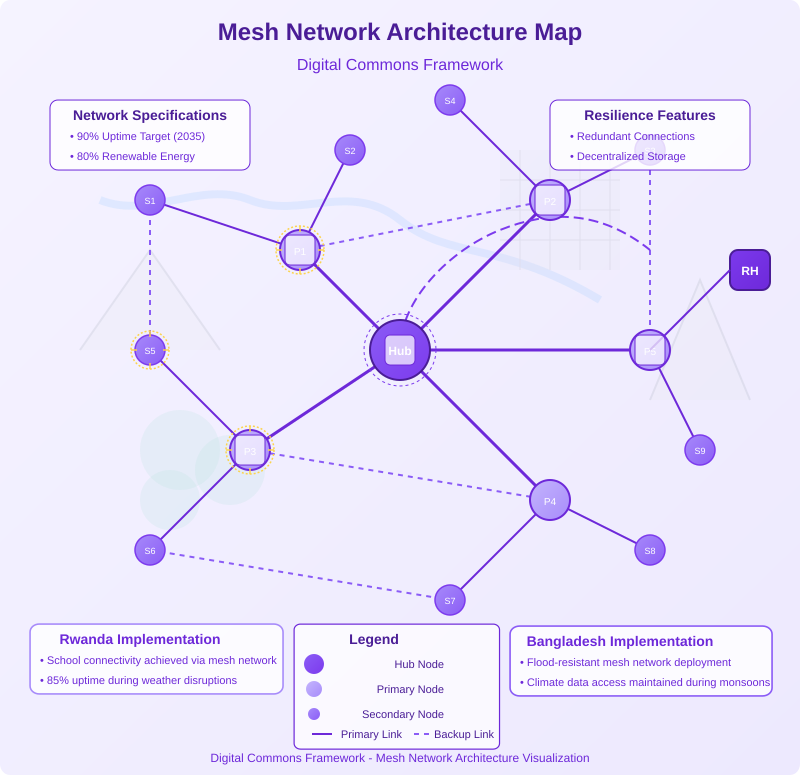 Mesh Network Architecture Map
Digital Commons Framework
S4
Network Specifications
• 90% Uptime Target (2035)
• 80% Renewable Energy
Resilience Features
• Redundant Connections
• Decentralized Storage
S2
S1
P2
P1
RH
Hub
S5
P5
P3
S9
P4
S6
S8
S7
Rwanda Implementation
• School connectivity achieved via mesh network
• 85% uptime during weather disruptions
Legend
Hub Node
Primary Node
Secondary Node
Primary Link
Backup Link
Bangladesh Implementation
• Flood-resistant mesh network deployment
• Climate data access maintained during monsoons
Digital Commons Framework - Mesh Network Architecture Visualization